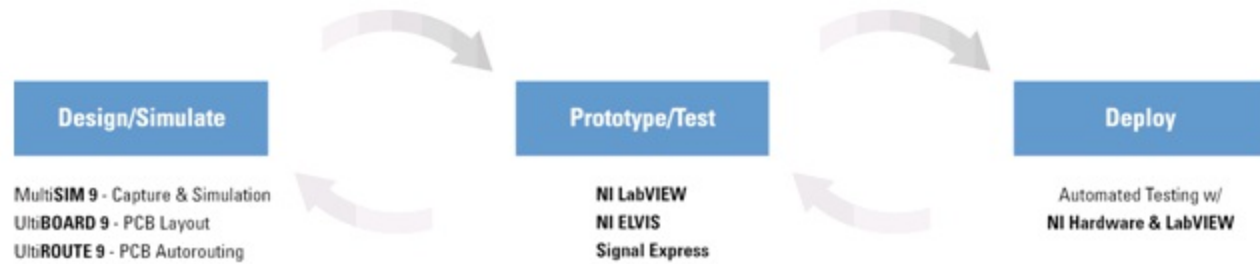 Design/Simulate
MultiSIM 9 - Capture & Simulation
UltiBOARD 9 - PCB Layout
UltiROUTE 9 - PCB Autorouting
Prototype/Test
NI LabVIEW
NI ELVIS
Signal Express
Deploy
Automated Testing w/
NI Hardware & LabVIEW